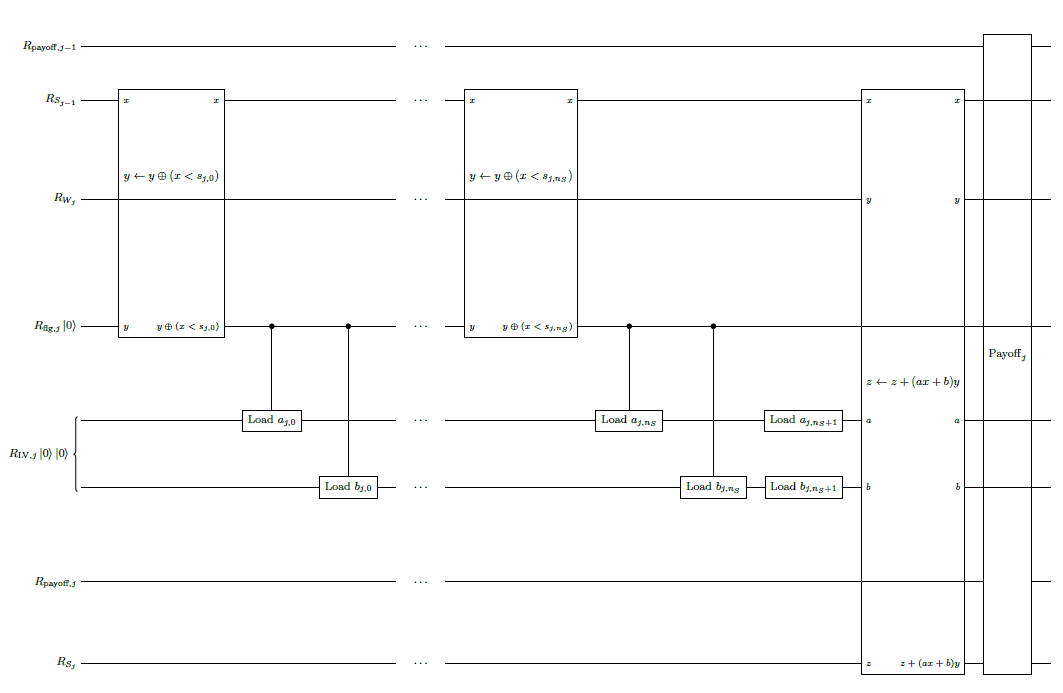 R_{payoff,j−1} ⋯
R_{S_{j−1}} x x ⋯ x x x x
y ← y ⊕ (x < s_{j,0}) y ← y ⊕ (x < s_{j,n_S})
R_{W_j} ⋯ y y
R_{flg,j} |0⟩ y y ⊕ (x < s_{j,0}) ⋯ y y ⊕ (x < s_{j,n_S})
Payoff_j
z ← z + (ax + b)y
Load a_{j,0} ⋯ Load a_{j,n_S} Load a_{j,n_S+1} a a
R_{LV,j} |0⟩ |0⟩
Load b_{j,0} ⋯ Load b_{j,n_S} Load b_{j,n_S+1} b b
R_{payoff,j} ⋯
R_{S_j} ⋯ z z + (ax + b)y